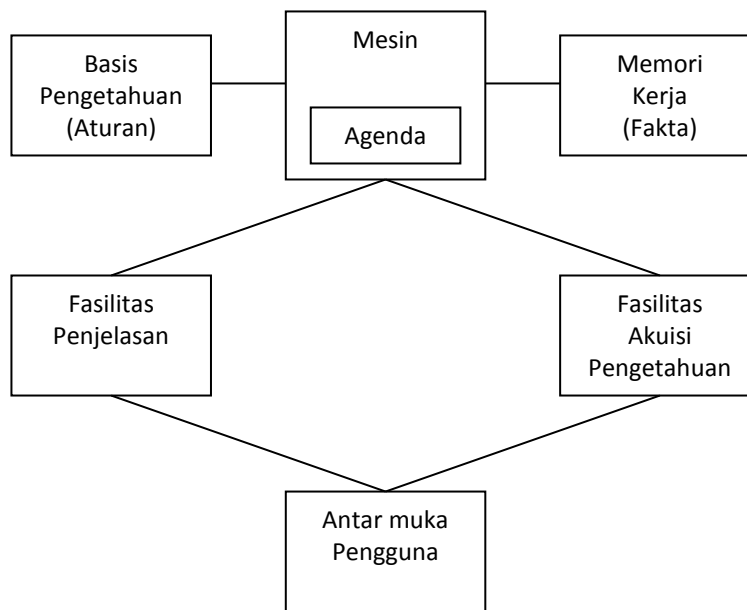 Basis
Pengetahuan
(Aturan)
Mesin
Agenda
Memori
Kerja
(Fakta)
Fasilitas
Penjelasan
Fasilitas
Akuisi
Pengetahuan
Antar muka
Pengguna